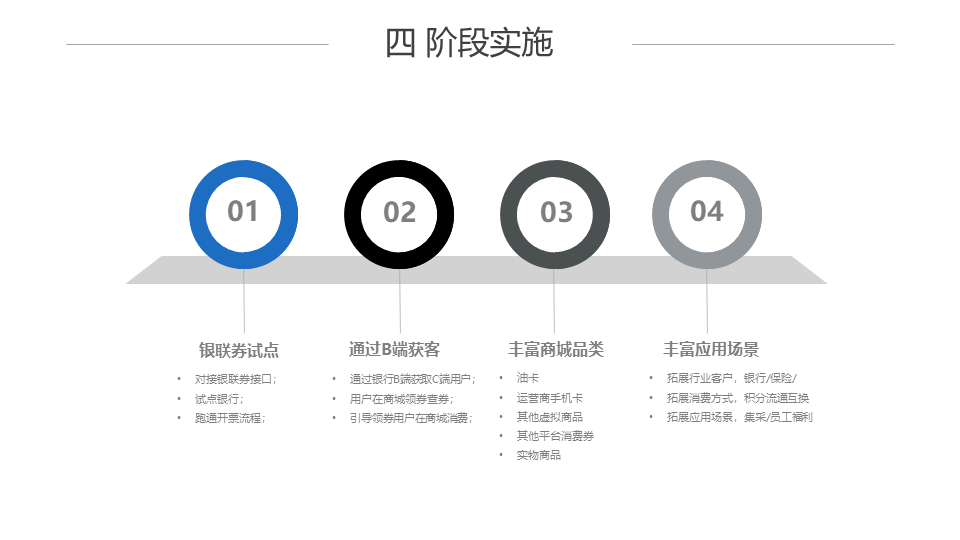 四 阶段实施
01
02
03
04
银联券试点
• 对接银联券接口；
• 试点银行；
• 跑通开票流程；
通过B端获客
• 通过银行B端获取C端用户；
• 用户在商城领券查券；
• 引导领券用户在商城消费；
丰富商城品类
• 油卡
• 运营商手机卡
• 其他虚拟商品
• 其他平台消费券
• 实物商品
丰富应用场景
• 拓展行业客户，银行/保险/
• 拓展消费方式，积分流通互换
• 拓展应用场景，集采/员工福利